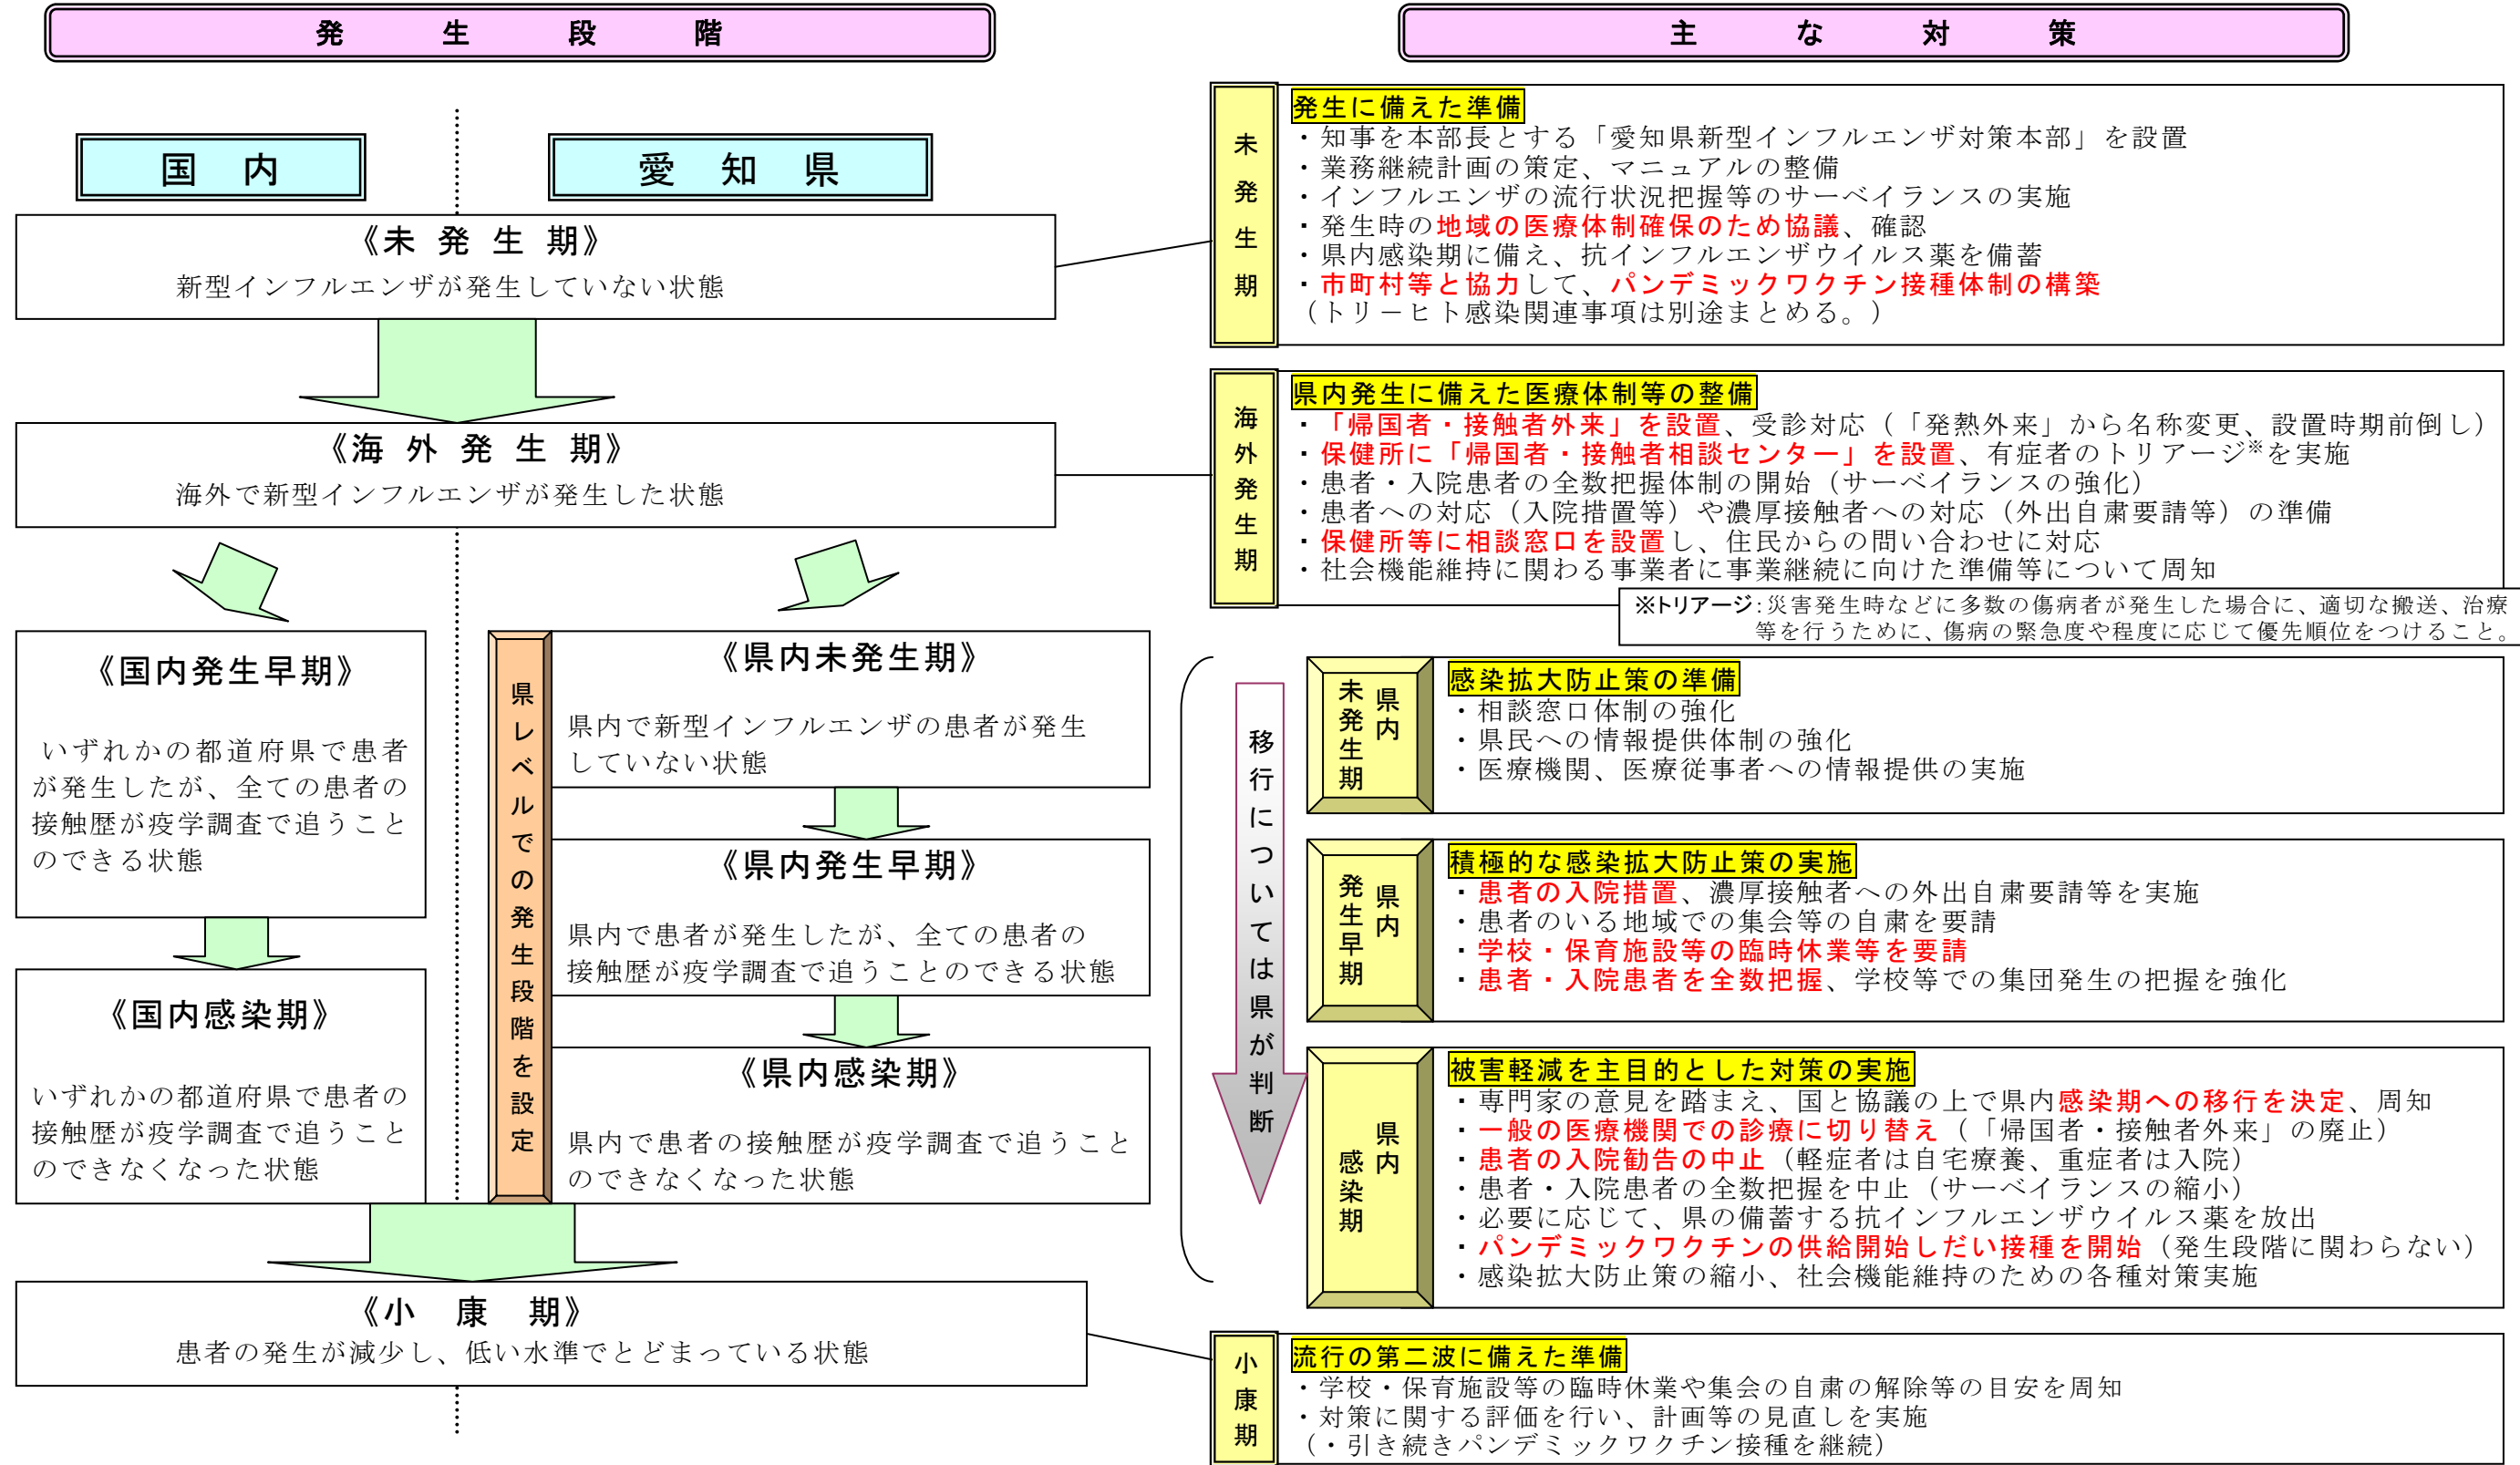 発生段階
主な対策
国内
愛知県
《未発生期》
新型インフルエンザが発生していない状態
《海外発生期》
海外で新型インフルエンザが発生した状態
《国内発生早期》
いずれかの都道府県で患者
が発生したが、全ての患者の
接触歴が疫学調査で追うこと
のできる状態
《国内感染期》
いずれかの都道府県で患者の
接触歴が疫学調査で追うこと
のできなくなった状態
県レベルでの発生段階を設定
《県内未発生期》
県内で新型インフルエンザの患者が発生
していない状態
《県内発生早期》
県内で患者が発生したが、全ての患者の
接触歴が疫学調査で追うことのできる状態
《県内感染期》
県内で患者の接触歴が疫学調査で追うこと
のできなくなった状態
《小康期》
患者の発生が減少し、低い水準でとどまっている状態
未発生期
発生に備えた準備
・知事を本部長とする「愛知県新型インフルエンザ対策本部」を設置
・業務継続計画の策定、マニュアルの整備
・インフルエンザの流行状況把握等のサーベイランスの実施
・発生時の地域の医療体制確保のため協議、確認
・県内感染期に備え、抗インフルエンザウイルス薬を備蓄
・市町村等と協力して、パンデミックワクチン接種体制の構築
（トリ－ヒト感染関連事項は別途まとめる。）
海外発生期
県内発生に備えた医療体制等の整備
・「帰国者・接触者外来」を設置、受診対応（「発熱外来」から名称変更、設置時期前倒し）
・保健所に「帰国者・接触者相談センター」を設置、有症者のトリアージ※を実施
・患者・入院患者の全数把握体制の開始（サーベイランスの強化）
・患者への対応（入院措置等）や濃厚接触者への対応（外出自粛要請等）の準備
・保健所等に相談窓口を設置し、住民からの問い合わせに対応
・社会機能維持に関わる事業者に事業継続に向けた準備等について周知
※トリアージ：災害発生時などに多数の傷病者が発生した場合に、適切な搬送、治療
等を行うために、傷病の緊急度や程度に応じて優先順位をつけること。
移行については県が判断
県内
未発生期
感染拡大防止策の準備
・相談窓口体制の強化
・県民への情報提供体制の強化
・医療機関、医療従事者への情報提供の実施
県内
発生早期
積極的な感染拡大防止策の実施
・患者の入院措置、濃厚接触者への外出自粛要請等を実施
・患者のいる地域での集会等の自粛を要請
・学校・保育施設等の臨時休業等を要請
・患者・入院患者を全数把握、学校等での集団発生の把握を強化
県内
感染期
被害軽減を主目的とした対策の実施
・専門家の意見を踏まえ、国と協議の上で県内感染期への移行を決定、周知
・一般の医療機関での診療に切り替え（「帰国者・接触者外来」の廃止）
・患者の入院勧告の中止（軽症者は自宅療養、重症者は入院）
・患者・入院患者の全数把握を中止（サーベイランスの縮小）
・必要に応じて、県の備蓄する抗インフルエンザウイルス薬を放出
・パンデミックワクチンの供給開始しだい接種を開始（発生段階に関わらない）
・感染拡大防止策の縮小、社会機能維持のための各種対策実施
小康期
流行の第二波に備えた準備
・学校・保育施設等の臨時休業や集会の自粛の解除等の目安を周知
・対策に関する評価を行い、計画等の見直しを実施
（・引き続きパンデミックワクチン接種を継続）